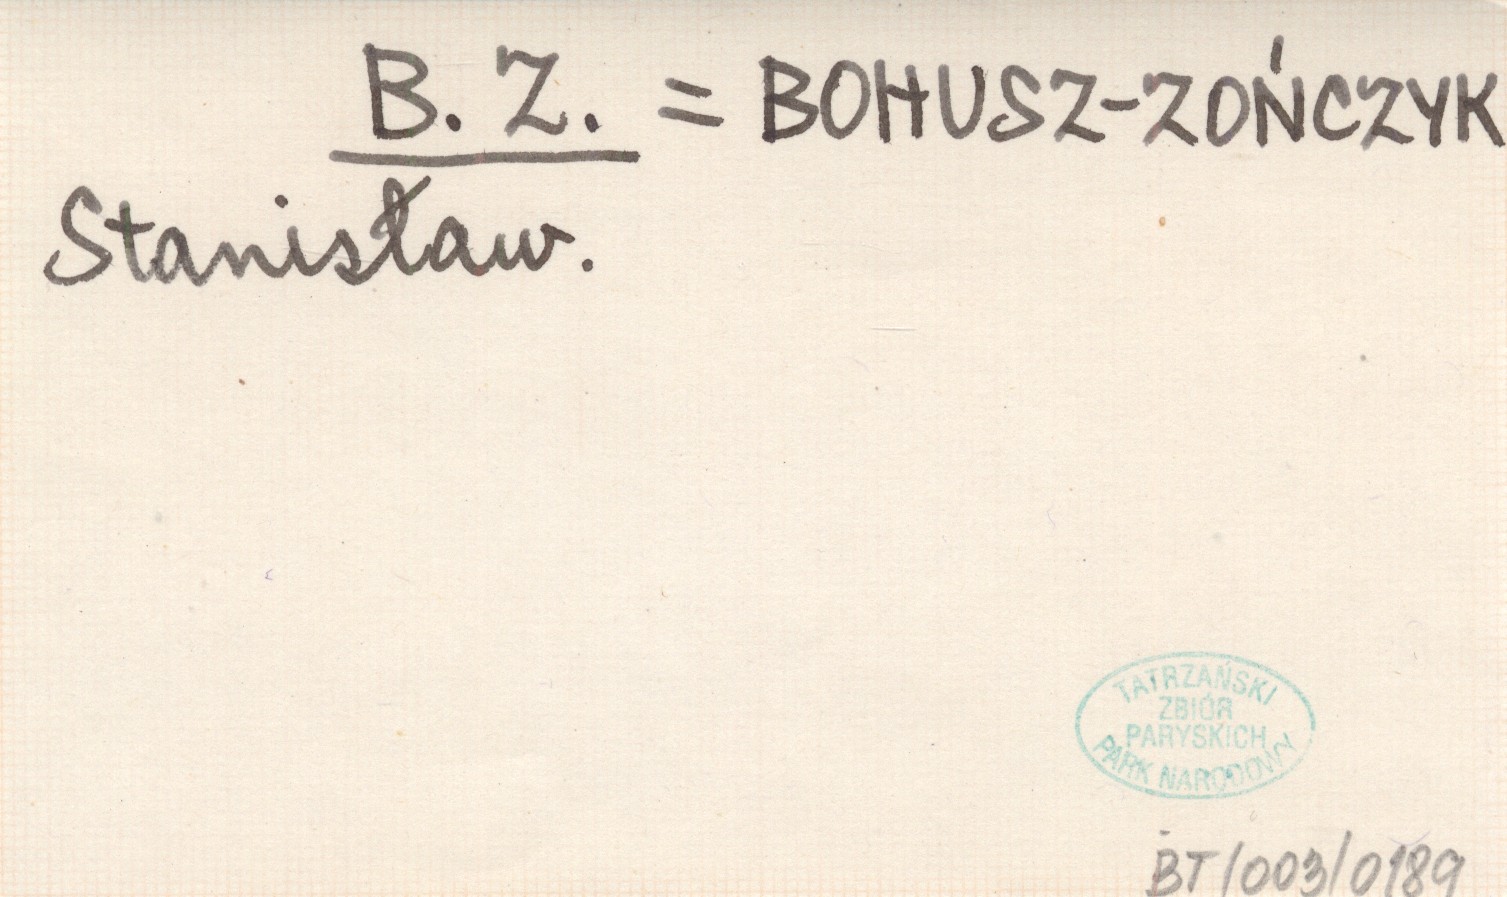 B. Z. = BOHUSZ-ZOŃCZYK
Stanisław.
TATRZAŃSKI
ZBIÓR
PARYSKICH
PARK NARODOWY
BT/003/0189